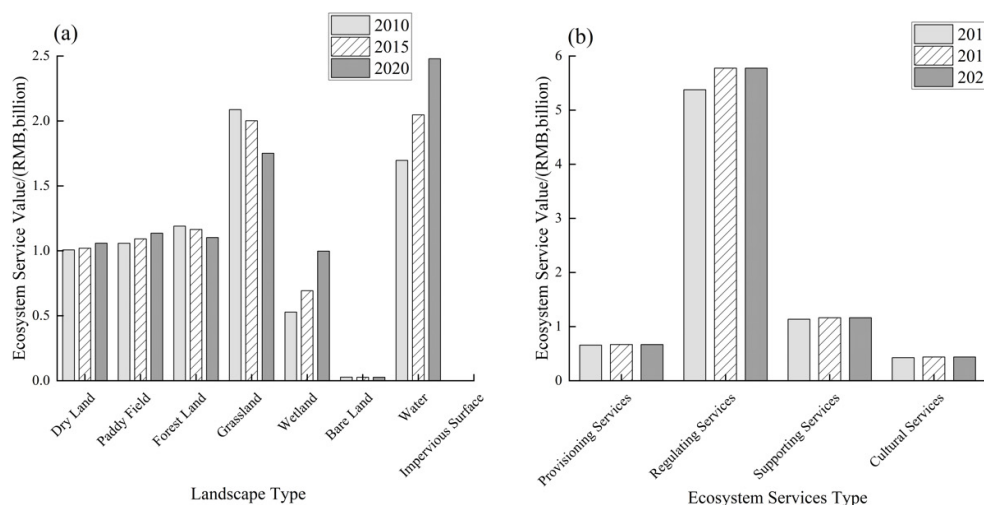 (a)
2010
2015
2020
Ecosystem Service Value/(RMB,billion)
2.5
2.0
1.5
1.0
0.5
0.0
Dry Land
Paddy Field
Forest Land
Grassland
Wetland
Bare Land
Water
Impervious Surface
Landscape Type
(b)
201
201
202
Ecosystem Service Value/(RMB,billion)
6
5
4
3
2
1
0
Provisioning Services
Regulating Services
Supporting Services
Cultural Services
Ecosystem Services Type